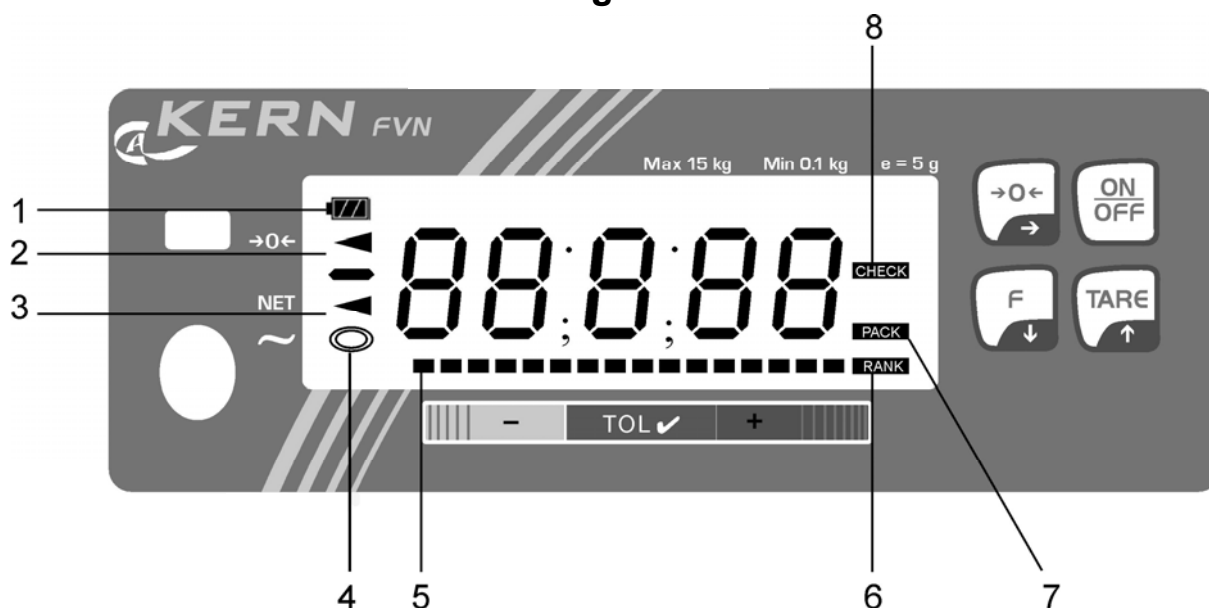 g
8
KERN FVN
Max 15 kg Min 0.1 kg e = 5 g
1
→0←
ON
OFF
→
2
→0←
CHECK
3
NET
F
TARE
PACK
↓
↑
~
RANK
− TOL✔ +
4
5
6
7
88:8:88